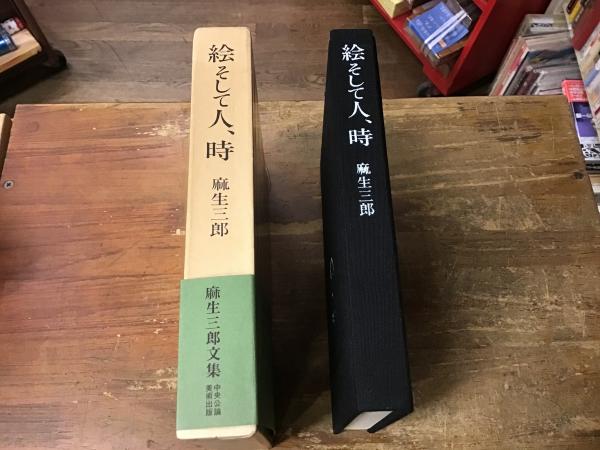 絵そして人、時
麻生三郎
麻生三郎文集
中央公論
美術出版
絵そして人、時
麻生三郎